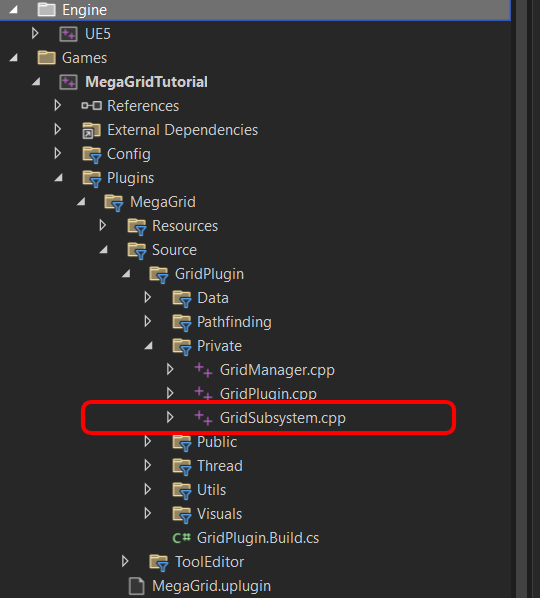 Engine
UE5
Games
MegaGridTutorial
References
External Dependencies
Config
Plugins
MegaGrid
Resources
Source
GridPlugin
Data
Pathfinding
Private
GridManager.cpp
GridPlugin.cpp
GridSubsystem.cpp
Public
Thread
Utils
Visuals
C# GridPlugin.Build.cs
ToolEditor
MegaGrid.uplugin